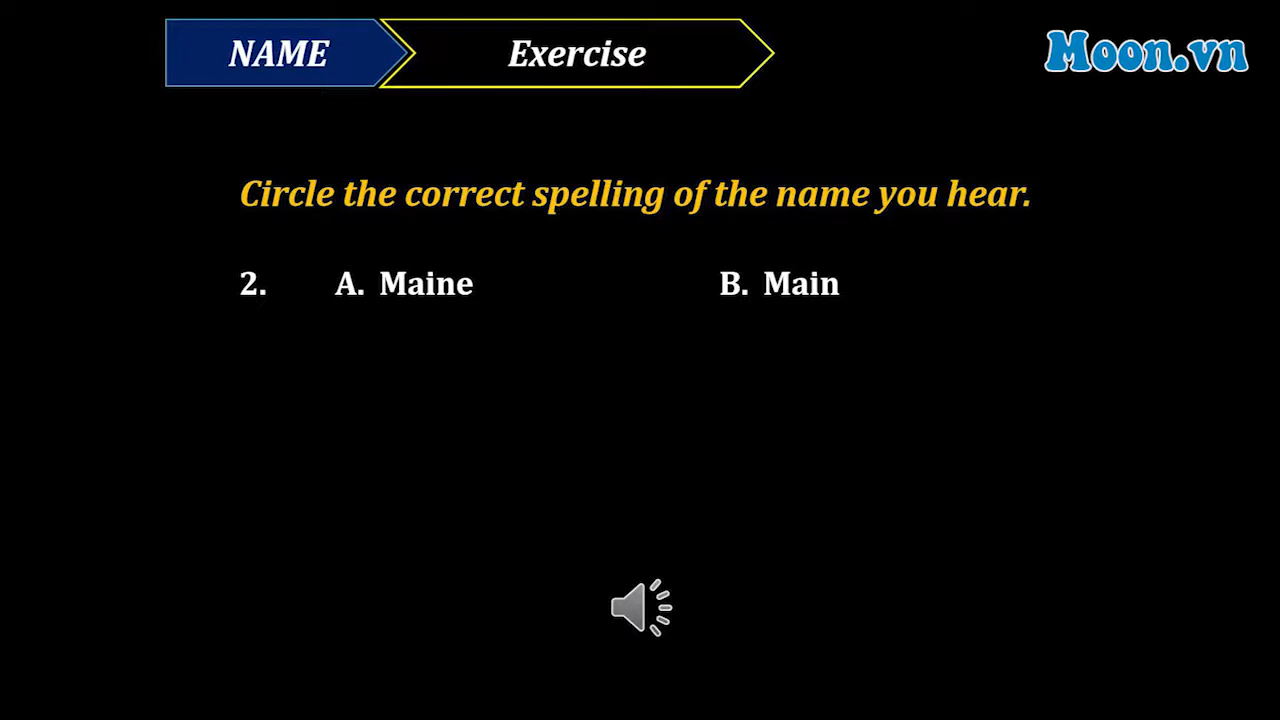 NAME Exercise Moon.vn
Circle the correct spelling of the name you hear.
2. A. Maine B. Main